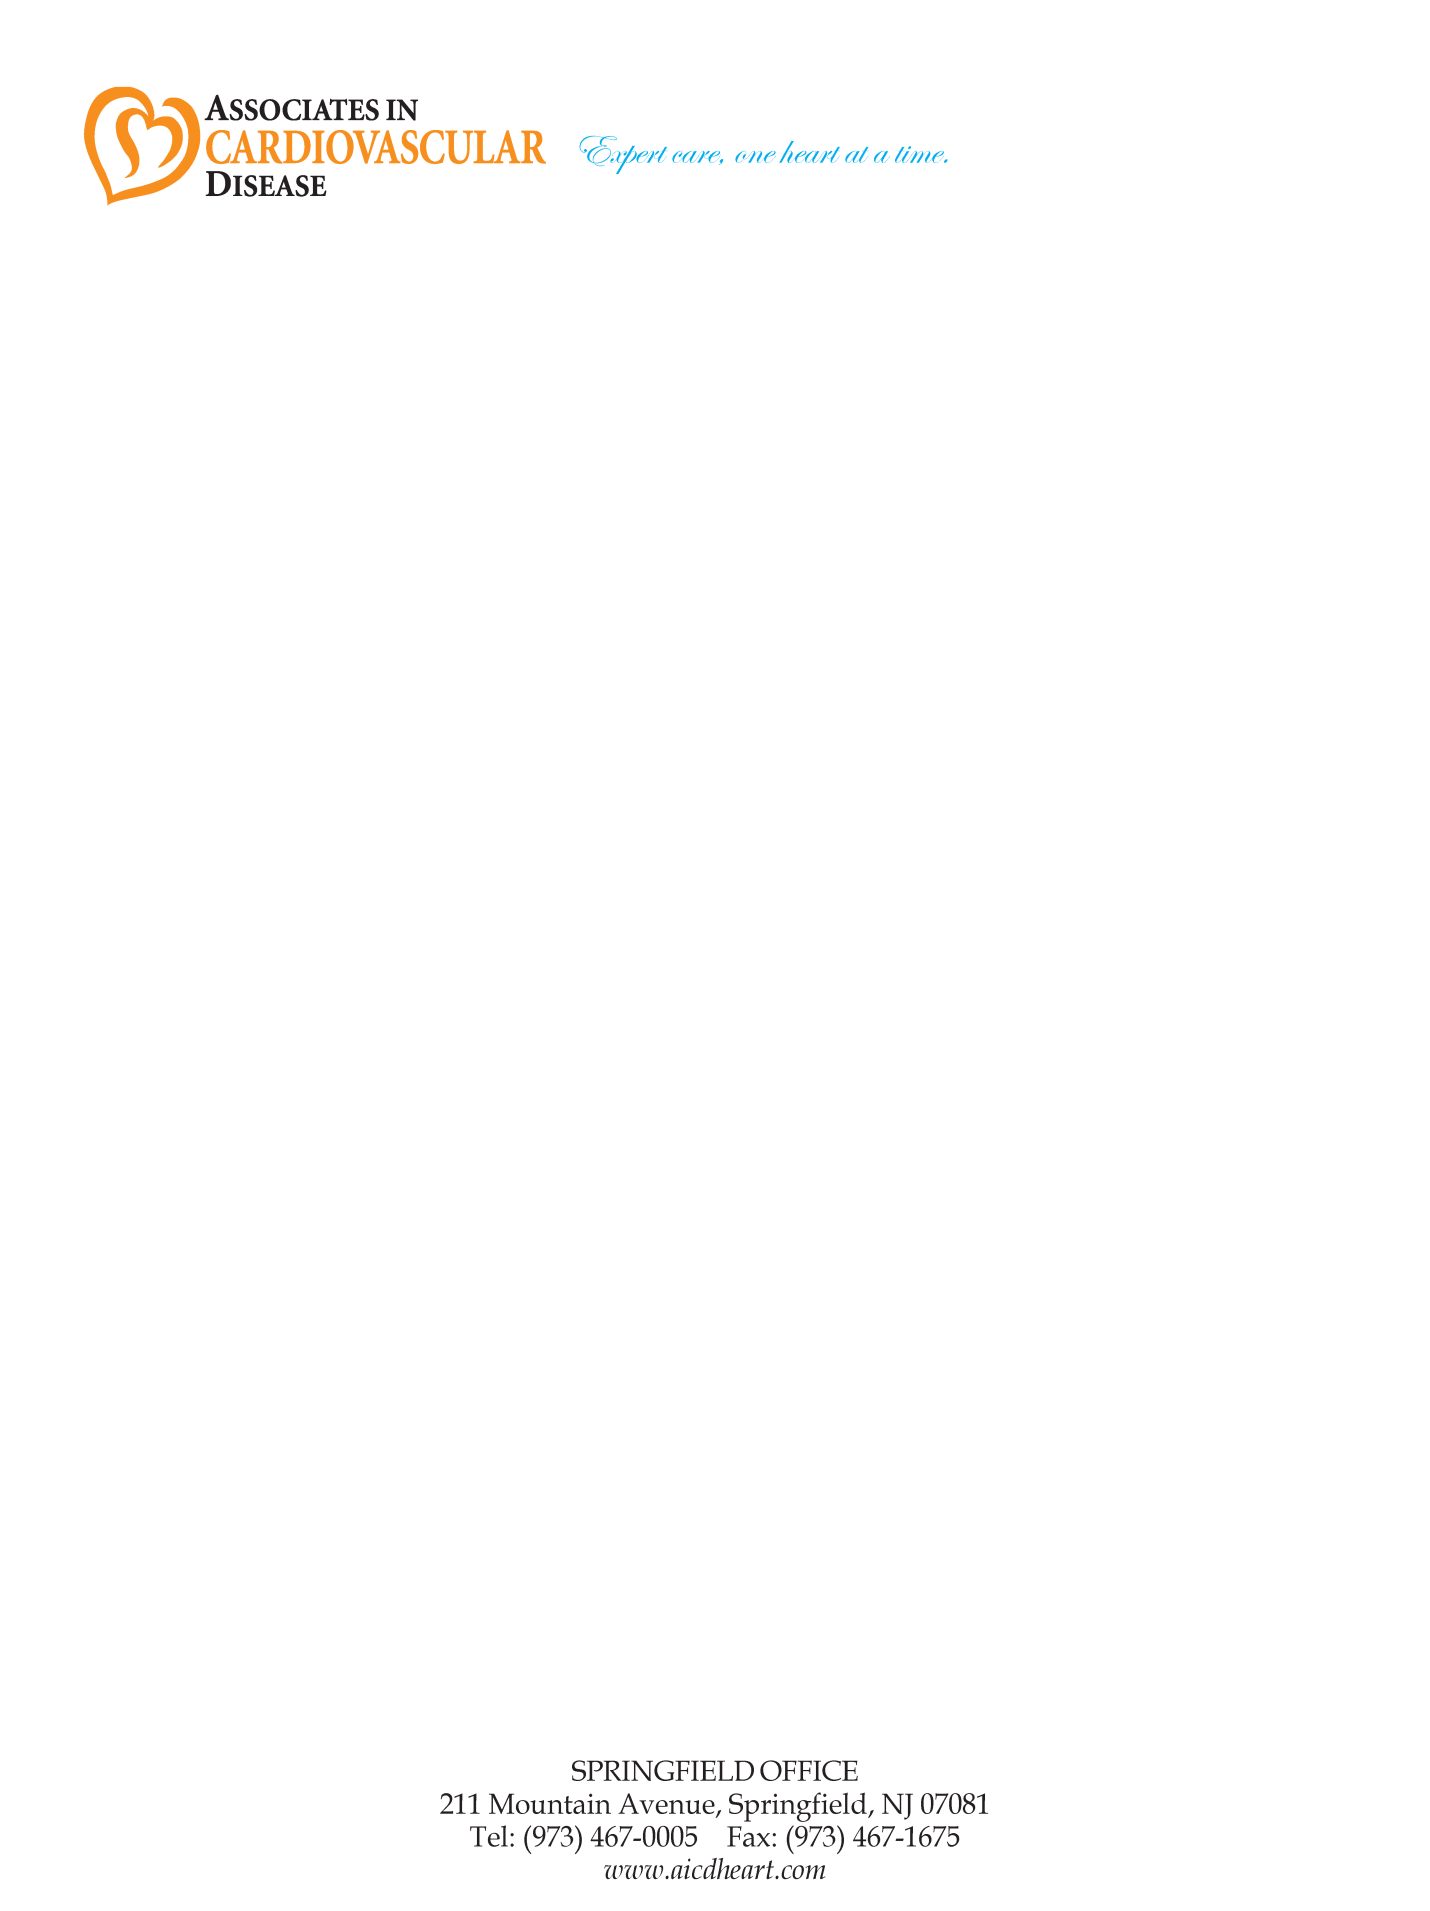 ASSOCIATES IN
CARDIOVASCULAR
DISEASE
Expert care, one heart at a time.
SPRINGFIELD OFFICE
211 Mountain Avenue, Springfield, NJ 07081
Tel: (973) 467-0005 Fax: (973) 467-1675
www.aicdheart.com